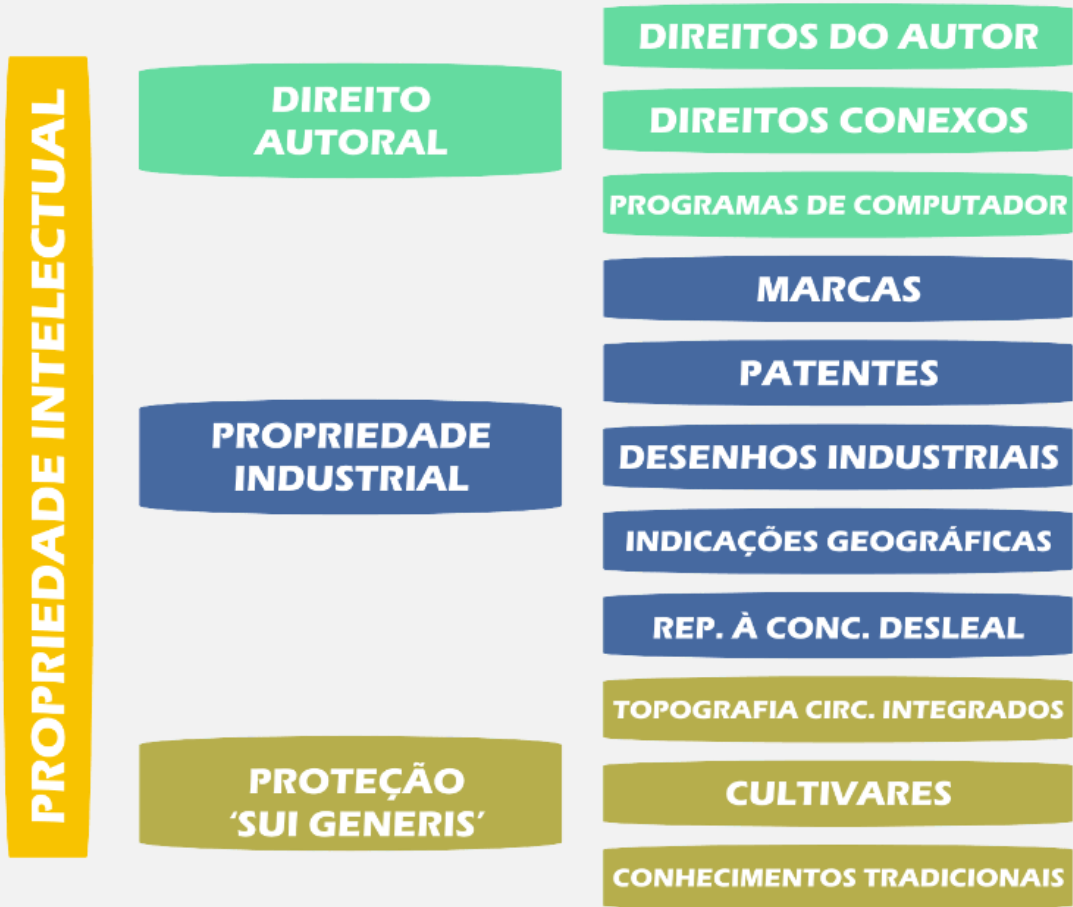 PROPRIEDADE INTELECTUAL
DIREITO
AUTORAL
DIREITOS DO AUTOR
DIREITOS CONEXOS
PROGRAMAS DE COMPUTADOR
PROPRIEDADE
INDUSTRIAL
MARCAS
PATENTES
DESENHOS INDUSTRIAIS
INDICAÇÕES GEOGRÁFICAS
REP. À CONC. DESLEAL
PROTEÇÃO
‘SUI GENERIS’
TOPOGRAFIA CIRC. INTEGRADOS
CULTIVARES
CONHECIMENTOS TRADICIONAIS